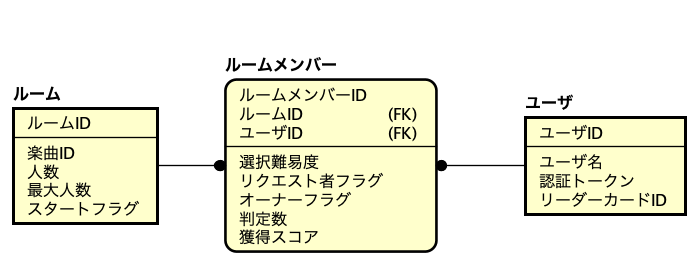 ルーム
ルームID
楽曲ID
人数
最大人数
スタートフラグ
ルームメンバー
ルームメンバーID
ルームID (FK)
ユーザID (FK)
選択難易度
リクエスト者フラグ
オーナーフラグ
判定数
獲得スコア
ユーザ
ユーザID
ユーザ名
認証トークン
リーダーカードID